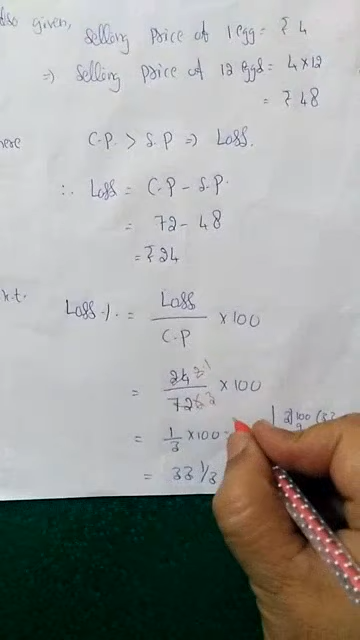 Also given, Selling Price of 1 egg = ₹ 4
=> Selling Price of 12 eggs = 4×12
= ₹ 48
C.P. > S.P => Loss.
∴ Loss = C.P - S.P.
= 72 - 48
= ₹ 24
Loss % = Loss / C.P × 100
= 24 / 72 × 100
= 1/3 × 100
= 33 1/3